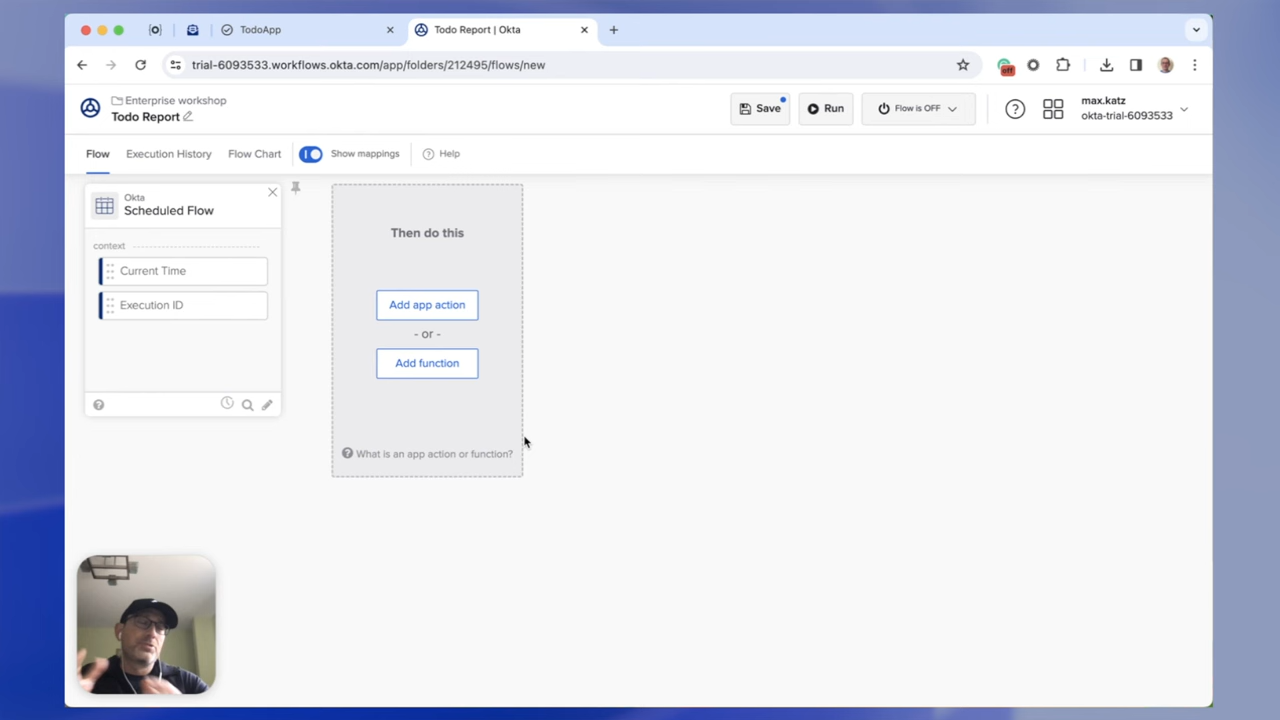 TodoApp
Todo Report | Okta
trial-6093533.workflows.okta.com/app/folders/212495/flows/new
off
Enterprise workshop
Todo Report
Save
Run
Flow is OFF
max.katz
okta-trial-6093533
Flow
Execution History
Flow Chart
Show mappings
Help
Okta
Scheduled Flow
context
Current Time
Execution ID
Then do this
Add app action
- or -
Add function
What is an app action or function?